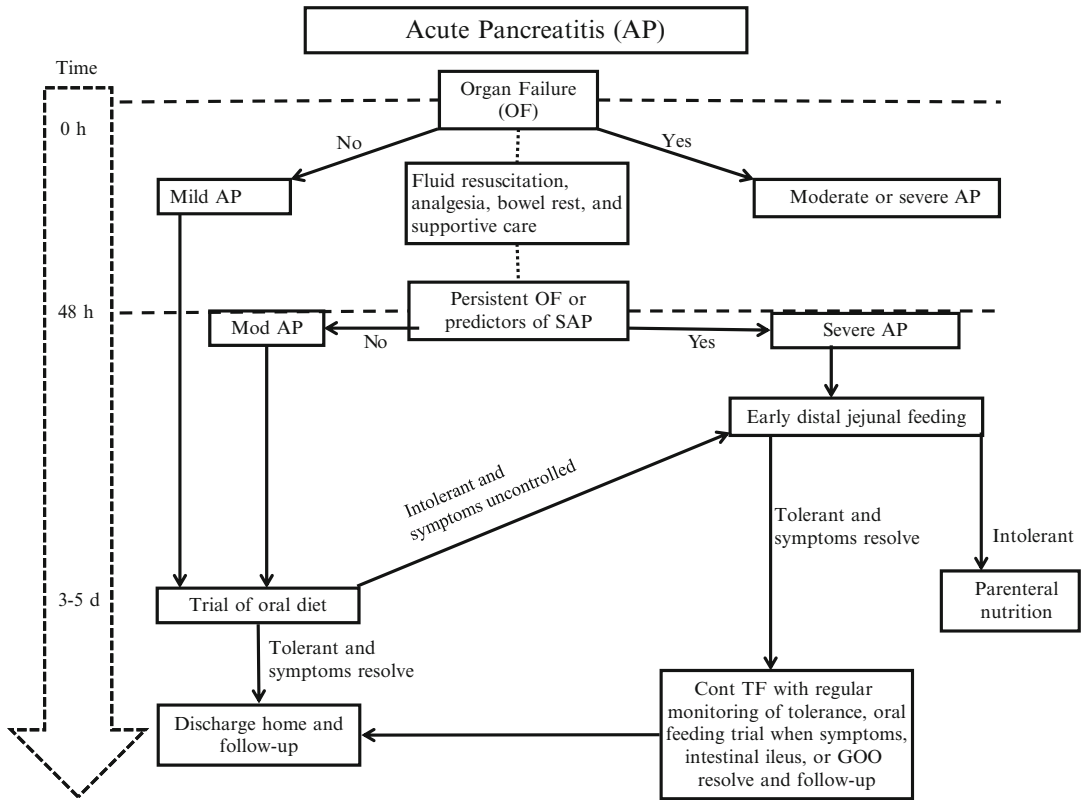 Acute Pancreatitis (AP)
Time
Organ Failure
(OF)
0 h
No
Yes
Mild AP
Fluid resuscitation,
analgesia, bowel rest, and
supportive care
Moderate or severe AP
48 h
Persistent OF or
predictors of SAP
Mod AP
No
Yes
Severe AP
Early distal jejunal feeding
Intolerant and
symptoms uncontrolled
Tolerant and
symptoms resolve
Intolerant
3-5 d
Trial of oral diet
Parenteral
nutrition
Tolerant and
symptoms resolve
Cont TF with regular
monitoring of tolerance, oral
feeding trial when symptoms,
intestinal ileus, or GOO
resolve and follow-up
Discharge home and
follow-up